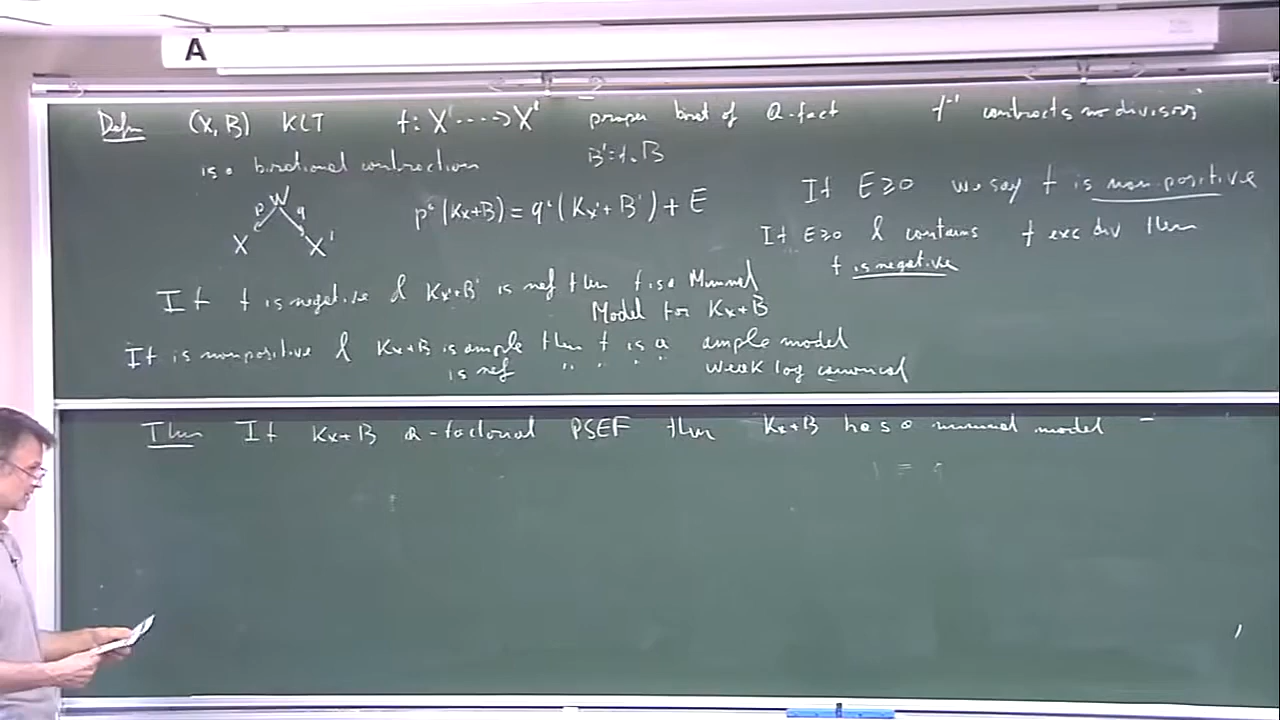 A
Defn (X, B) KLT f: X ----> X' proper birat of Q-fact f⁻¹ contracts no divisors
is a birational contraction B' = f_* B
W
p q
X X'
p*(Kx+B) = q*(Kx'+B') + E
If E≥0 we say f is non positive
If E≥0 & contains f exc div then
f is negative
If f is negative & Kx'+B' is nef then f is a Minimal
Model for Kx+B
If is nonpositive & Kx+B is ample then f is a ample model
is nef " " " " weak log canonical
Thm If Kx+B Q-factorial PSEF then Kx+B has a minimal model